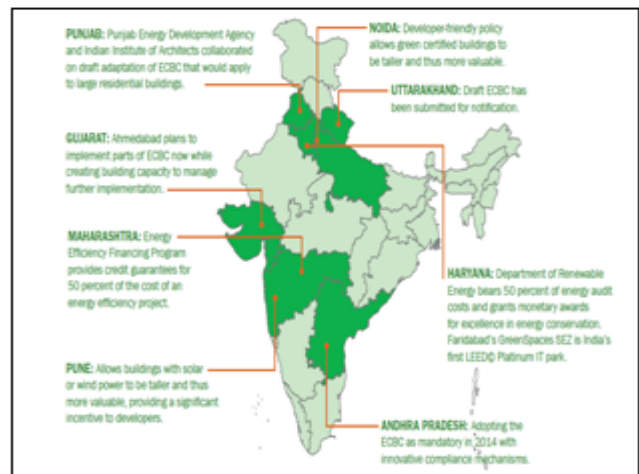 PUNJAB: Punjab Energy Development Agency
and Indian Institute of Architects collaborated
on draft adaptation of ECBC that would apply
to large residential buildings.
NOIDA: Developer-friendly policy
allows green certified buildings to
be taller and thus more valuable.
UTTARAKHAND: Draft ECBC has
been submitted for notification.
GUJARAT: Ahmedabad plans to
implement parts of ECBC now while
creating building capacity to manage
further implementation.
MAHARASHTRA: Energy
Efficiency Financing Program
provides credit guarantees for
50 percent of the cost of an
energy efficiency project.
HARYANA: Department of Renewable
Energy bears 50 percent of energy audit
costs and grants monetary awards
for excellence in energy conservation.
Faridabad's GreenSpaces SEZ is India's
first LEED© Platinum IT park.
PUNE: Allows buildings with solar
or wind power to be taller and thus
more valuable, providing a significant
incentive to developers.
ANDHRA PRADESH: Adopting the
ECBC as mandatory in 2014 with
innovative compliance mechanisms.